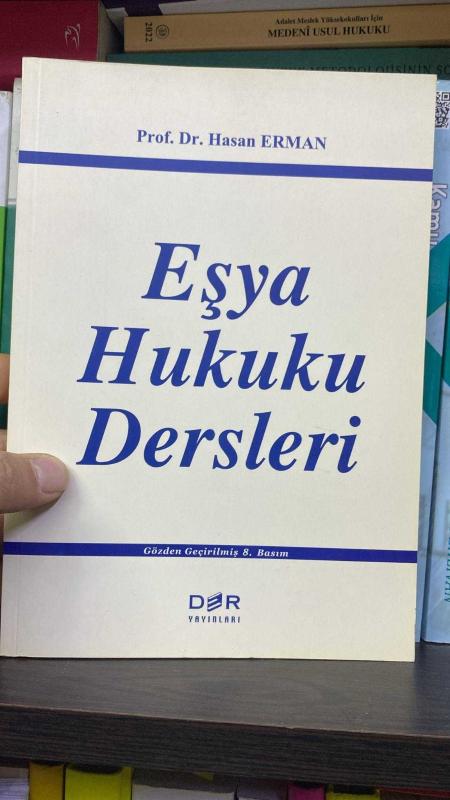 Adalet Meslek Yüksekokulları İçin
MEDENÎ USUL HUKUKU
2022
Prof. Dr. Hasan ERMAN
Eşya
Hukuku
Dersleri
Gözden Geçirilmiş 8. Basım
DER
YAYINLARI